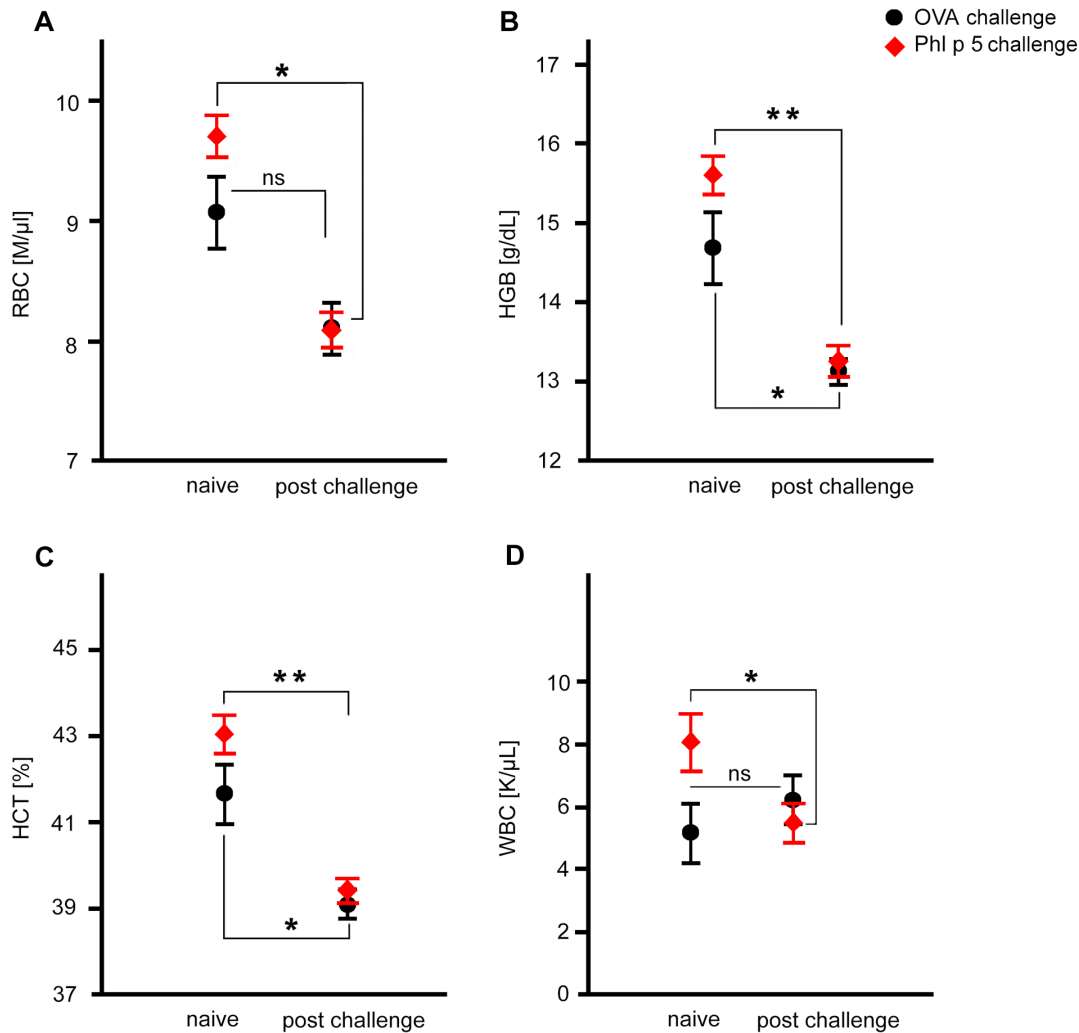 A
B
OVA challenge
Phl p 5 challenge
RBC [M/µl]
10
9
8
7
*
ns
naive
post challenge
HGB [g/dL]
17
16
15
14
13
12
**
*
naive
post challenge
C
D
HCT [%]
45
43
41
39
37
**
*
naive
post challenge
WBC [K/µL]
10
8
6
4
2
0
*
ns
naive
post challenge